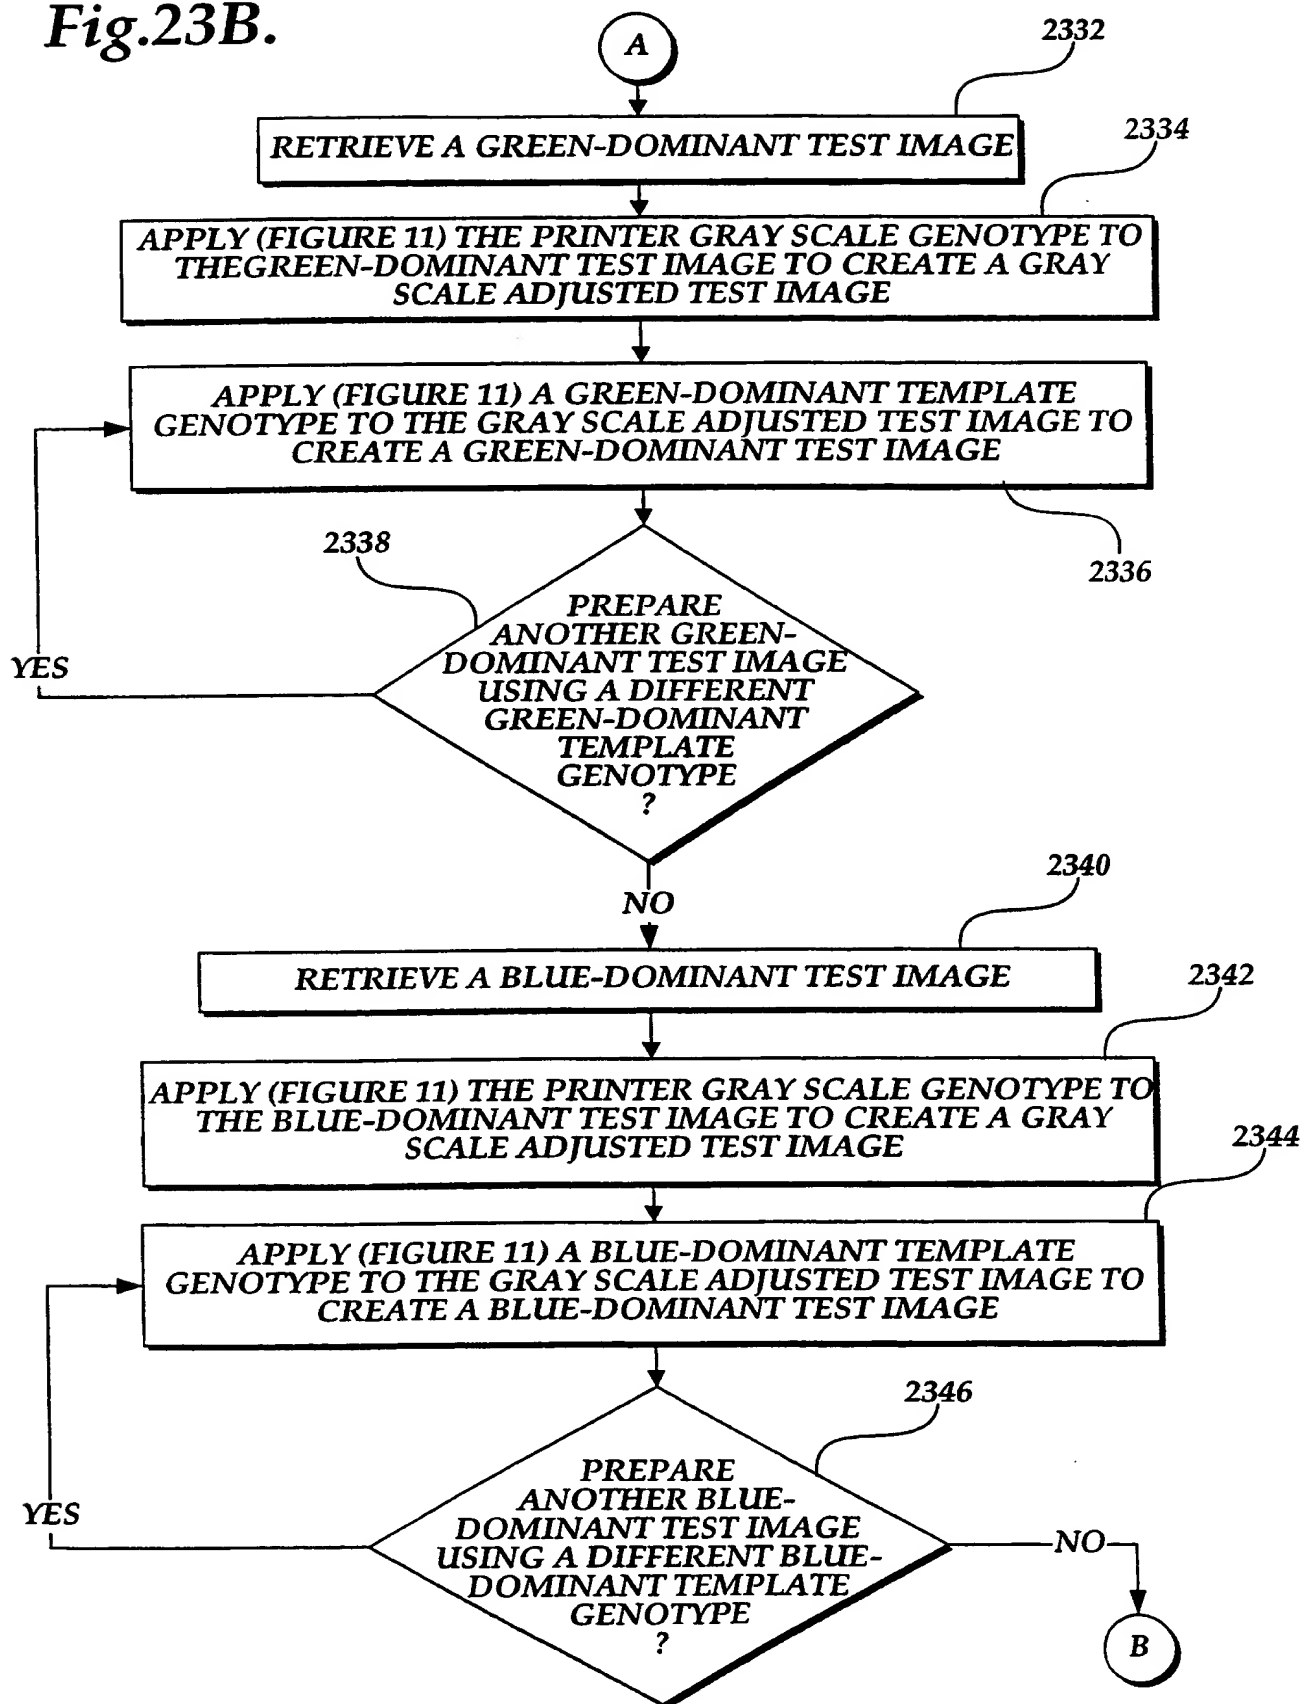 Fig.23B.
A
2332
RETRIEVE A GREEN-DOMINANT TEST IMAGE
2334
APPLY (FIGURE 11) THE PRINTER GRAY SCALE GENOTYPE TO
THEGREEN-DOMINANT TEST IMAGE TO CREATE A GRAY
SCALE ADJUSTED TEST IMAGE
APPLY (FIGURE 11) A GREEN-DOMINANT TEMPLATE
GENOTYPE TO THE GRAY SCALE ADJUSTED TEST IMAGE TO
CREATE A GREEN-DOMINANT TEST IMAGE
2336
2338
PREPARE
ANOTHER GREEN-
DOMINANT TEST IMAGE
USING A DIFFERENT
GREEN-DOMINANT
TEMPLATE
GENOTYPE
?
YES
NO
2340
RETRIEVE A BLUE-DOMINANT TEST IMAGE
2342
APPLY (FIGURE 11) THE PRINTER GRAY SCALE GENOTYPE TO
THE BLUE-DOMINANT TEST IMAGE TO CREATE A GRAY
SCALE ADJUSTED TEST IMAGE
2344
APPLY (FIGURE 11) A BLUE-DOMINANT TEMPLATE
GENOTYPE TO THE GRAY SCALE ADJUSTED TEST IMAGE TO
CREATE A BLUE-DOMINANT TEST IMAGE
2346
PREPARE
ANOTHER BLUE-
DOMINANT TEST IMAGE
USING A DIFFERENT BLUE-
DOMINANT TEMPLATE
GENOTYPE
?
YES
NO
B